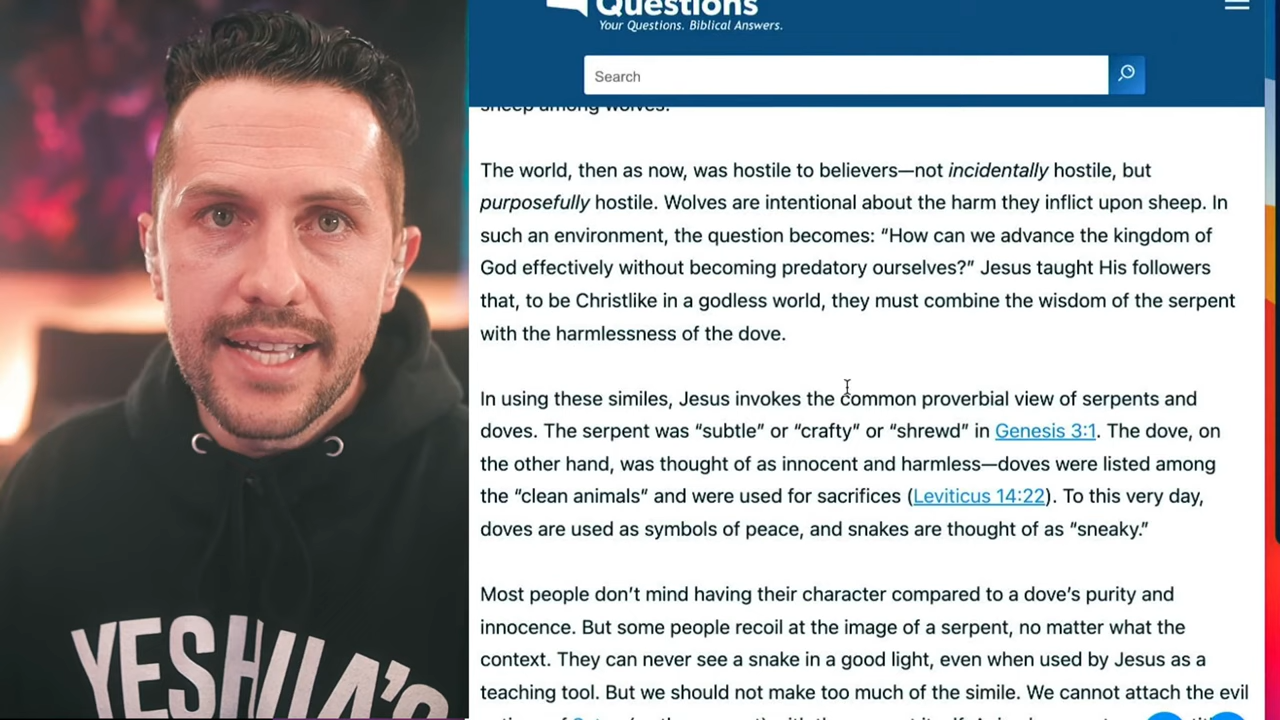 Questions
Your Questions. Biblical Answers.
Search
sheep among wolves.
The world, then as now, was hostile to believers—not incidentally hostile, but
purposefully hostile. Wolves are intentional about the harm they inflict upon sheep. In
such an environment, the question becomes: “How can we advance the kingdom of
God effectively without becoming predatory ourselves?” Jesus taught His followers
that, to be Christlike in a godless world, they must combine the wisdom of the serpent
with the harmlessness of the dove.
In using these similes, Jesus invokes the common proverbial view of serpents and
doves. The serpent was “subtle” or “crafty” or “shrewd” in Genesis 3:1. The dove, on
the other hand, was thought of as innocent and harmless—doves were listed among
the “clean animals” and were used for sacrifices (Leviticus 14:22). To this very day,
doves are used as symbols of peace, and snakes are thought of as “sneaky.”
Most people don’t mind having their character compared to a dove’s purity and
innocence. But some people recoil at the image of a serpent, no matter what the
context. They can never see a snake in a good light, even when used by Jesus as a
teaching tool. But we should not make too much of the simile. We cannot attach the evil
YESHUA’S